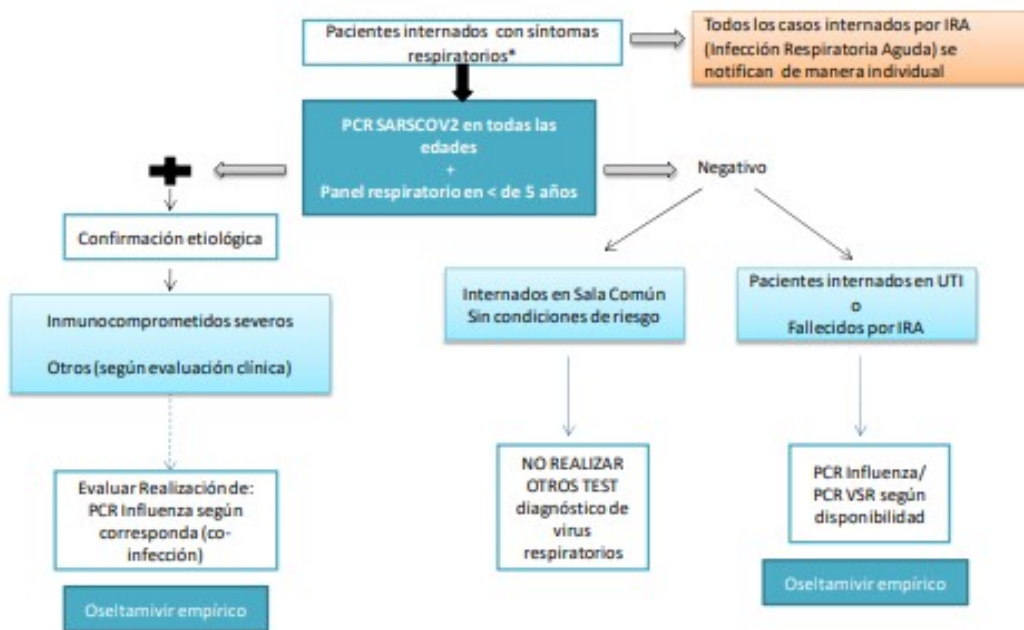 Pacientes internados con síntomas
respiratorios*
Todos los casos internados por IRA
(Infección Respiratoria Aguda) se
notifican de manera individual
PCR SARSCOV2 en todas las
edades
+
Panel respiratorio en < de 5 años
Negativo
Confirmación etiológica
Inmunocomprometidos severos
Otros (según evaluación clínica)
Internados en Sala Común
Sin condiciones de riesgo
Pacientes internados en UTI
o
Fallecidos por IRA
Evaluar Realización de:
PCR Influenza según
corresponda (co-
infección)
Oseltamivir empírico
NO REALIZAR
OTROS TEST
diagnóstico de
virus
respiratorios
PCR Influenza/
PCR VSR según
disponibilidad
Oseltamivir empírico